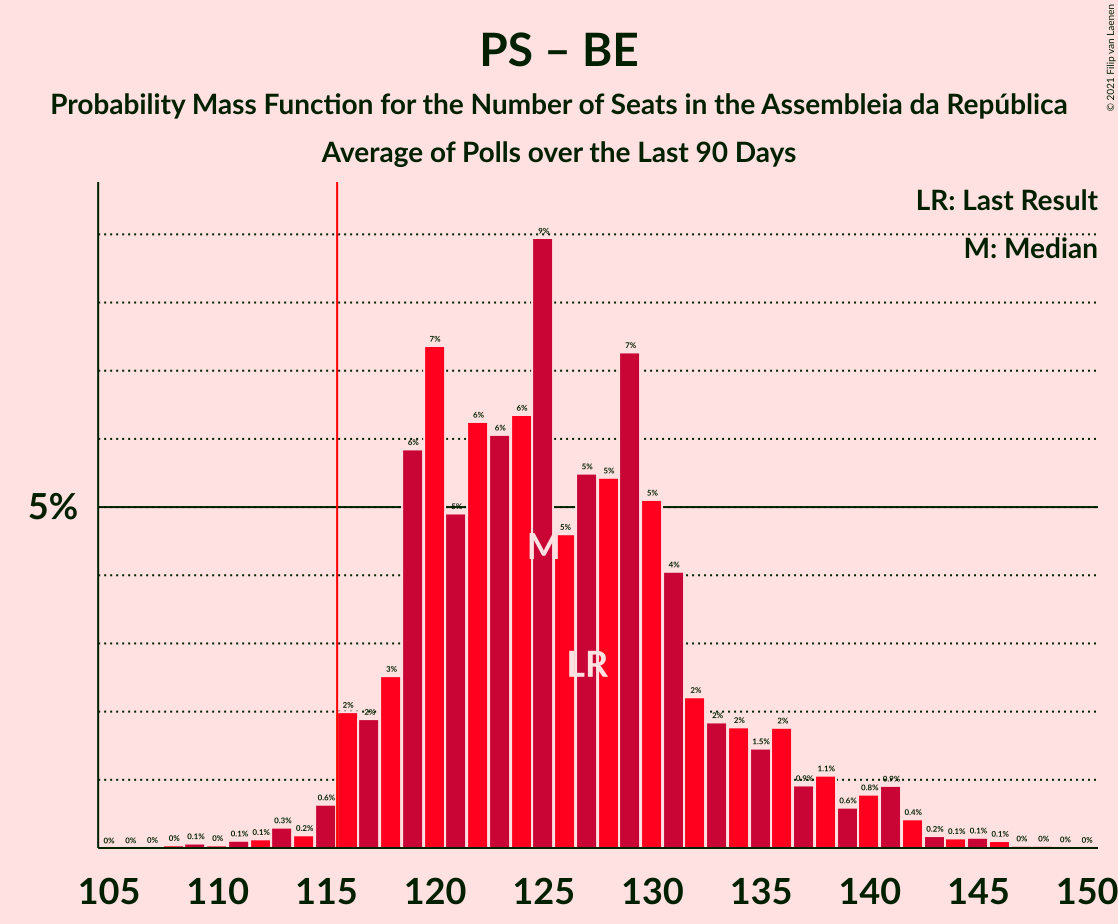 PS – BE
Probability Mass Function for the Number of Seats in the Assembleia da República
Average of Polls over the Last 90 Days
© 2021 Filip van Laenen
LR: Last Result
M: Median
5%
0% 0% 0% 0% 0.1% 0% 0.1% 0.1% 0.3% 0.2% 0.6% 2% 2% 3% 6% 7% 5% 6% 6% 6% 9% 5% 5% 5% 7% 5% 4% 2% 2% 2% 1.5% 2% 0.9% 1.1% 0.6% 0.8% 0.9% 0.4% 0.2% 0.1% 0.1% 0.1% 0% 0% 0% 0%
M
LR
105 110 115 120 125 130 135 140 145 150